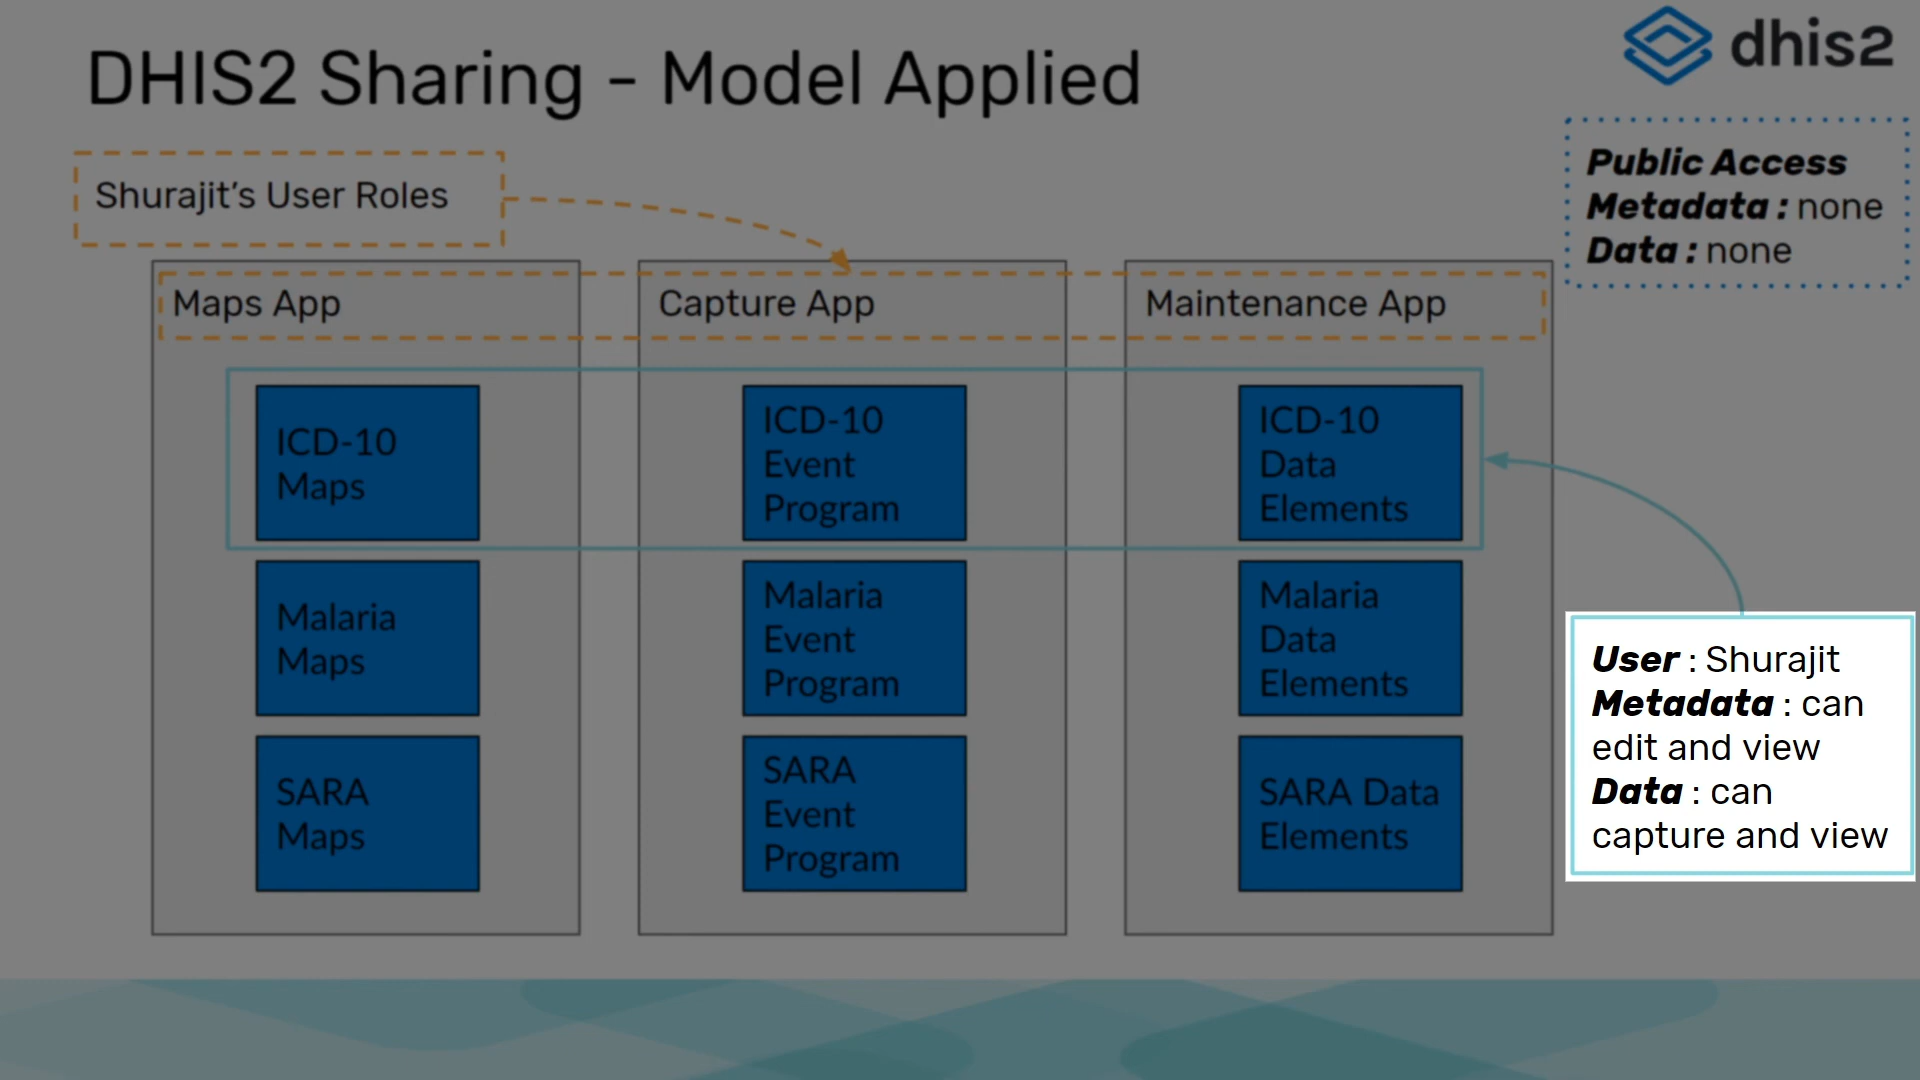 DHIS2 Sharing - Model Applied
dhis2
Public Access
Metadata : none
Data : none
Shurajit’s User Roles
Maps App
Capture App
Maintenance App
ICD-10
Maps
ICD-10
Event
Program
ICD-10
Data
Elements
Malaria
Maps
Malaria
Event
Program
Malaria
Data
Elements
SARA
Maps
SARA
Event
Program
SARA Data
Elements
User : Shurajit
Metadata : can
edit and view
Data : can
capture and view